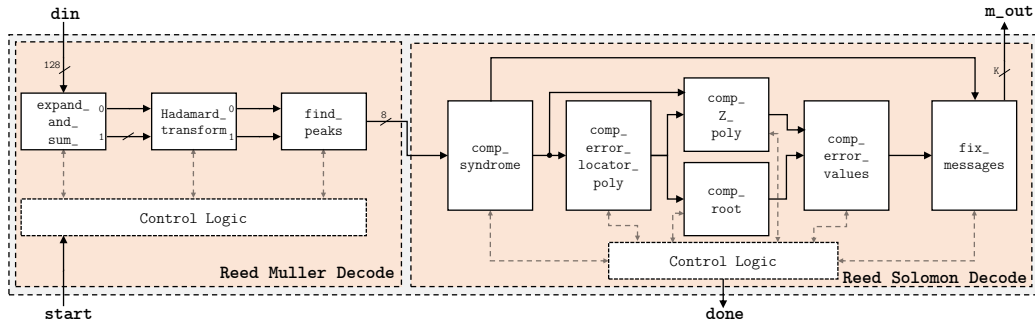 din
m_out
128
K
expand_
and_
sum_
0
1
Hadamard_
transform
0
1
find_
peaks
8
comp_
syndrome
comp_
error_
locator_
poly
comp_
Z_
poly
comp_
root
comp_
error_
values
fix_
messages
Control Logic
Control Logic
Reed Muller Decode
Reed Solomon Decode
start
done